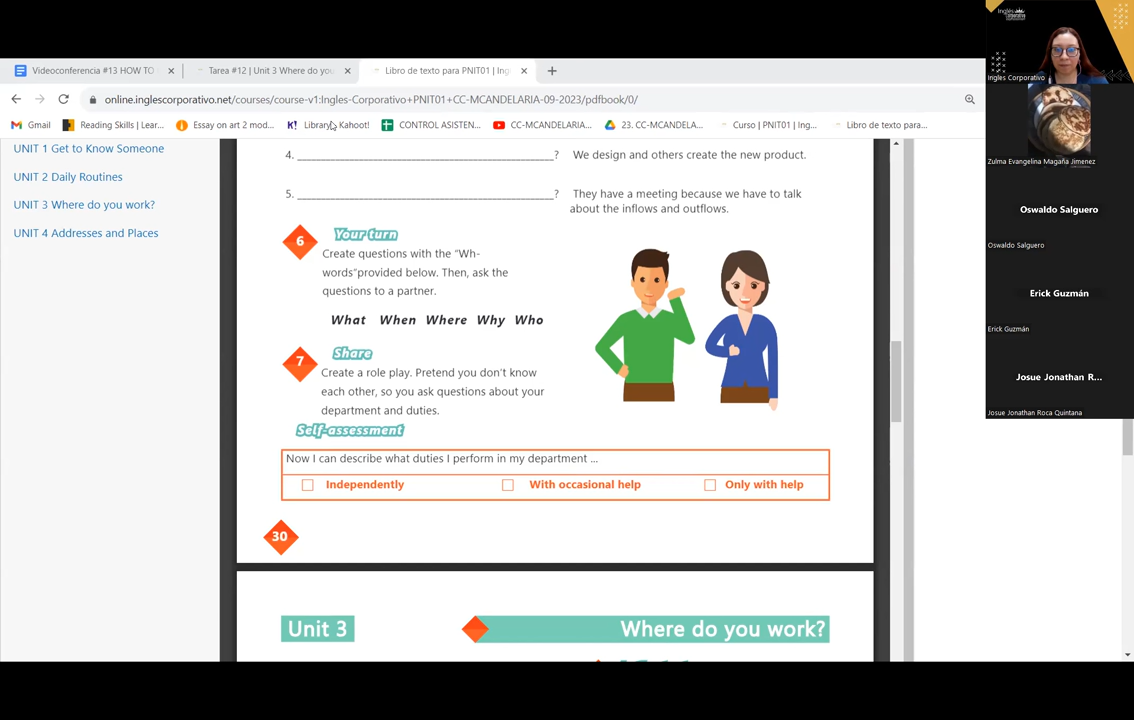 Videoconferencia #13 HOW TO
Tarea #12 | Unit 3 Where do you
Libro de texto para PNIT01 | Ing
online.inglescorporativo.net/courses/course-v1:Ingles-Corporativo+PNIT01+CC-MCANDELARIA-09-2023/pdfbook/0/
Gmail
Reading Skills | Lear...
Essay on art 2 mod...
Library | Kahoot!
CONTROL ASISTEN...
CC-MCANDELARIA...
23. CC-MCANDELA...
Curso | PNIT01 | Ing...
Libro de texto para...
UNIT 1 Get to Know Someone
UNIT 2 Daily Routines
UNIT 3 Where do you work?
UNIT 4 Addresses and Places
4. ________________________________? We design and others create the new product.
5. ________________________________? They have a meeting because we have to talk
about the inflows and outflows.
6 Your turn
Create questions with the "Wh-
words"provided below. Then, ask the
questions to a partner.
What When Where Why Who
7 Share
Create a role play. Pretend you don't know
each other, so you ask questions about your
department and duties.
Self-assessment
Now I can describe what duties I perform in my department ...
Independently With occasional help Only with help
30
Unit 3 Where do you work?
Inglés
Corporativo
Ingles Corporativo
Zulma Evangelina Magaña Jimenez
Oswaldo Salguero
Oswaldo Salguero
Erick Guzmán
Erick Guzmán
Josue Jonathan R...
Josue Jonathan Roca Quintana